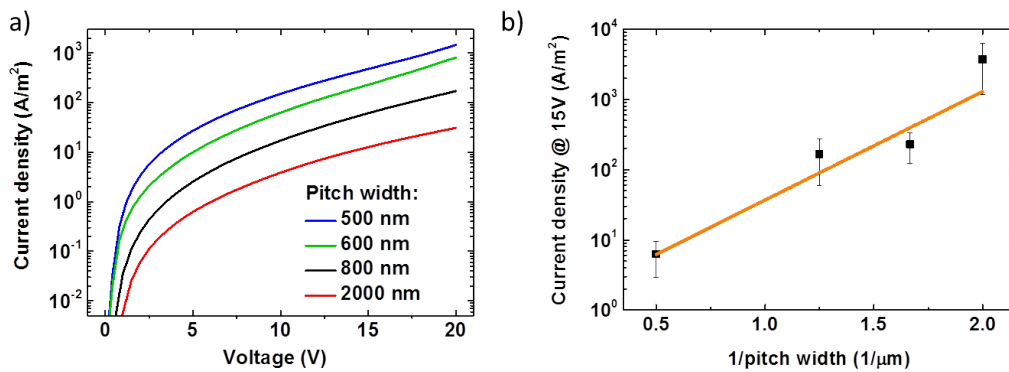 a)
Current density (A/m²)
10³
10²
10¹
10⁰
10⁻¹
10⁻²
Pitch width:
500 nm
600 nm
800 nm
2000 nm
0 5 10 15 20
Voltage (V)
b)
Current density @ 15V (A/m²)
10⁴
10³
10²
10¹
10⁰
0.5 1.0 1.5 2.0
1/pitch width (1/μm)